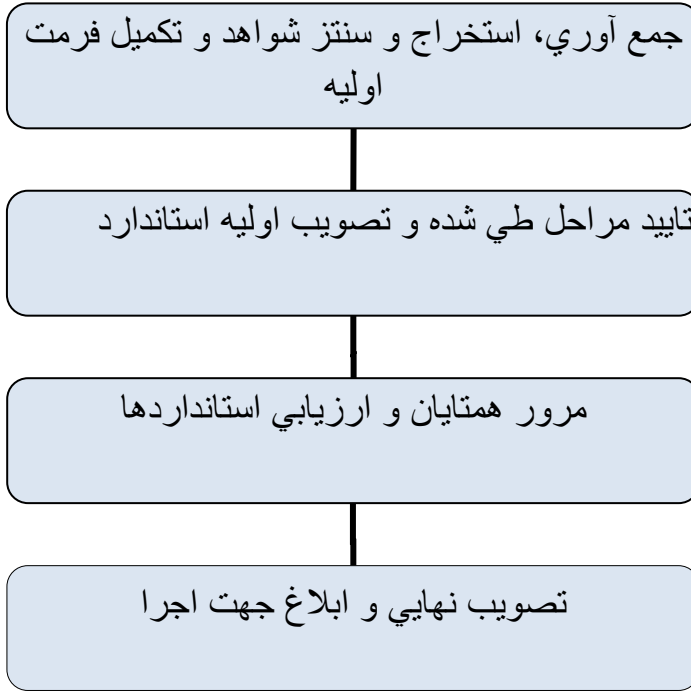 جمع آوري، استخراج و سنتز شواهد و تكميل فرمت
اوليه
تاييد مراحل طي شده و تصويب اوليه استاندارد
مرور همتايان و ارزيابي استانداردها
تصويب نهايي و ابلاغ جهت اجرا